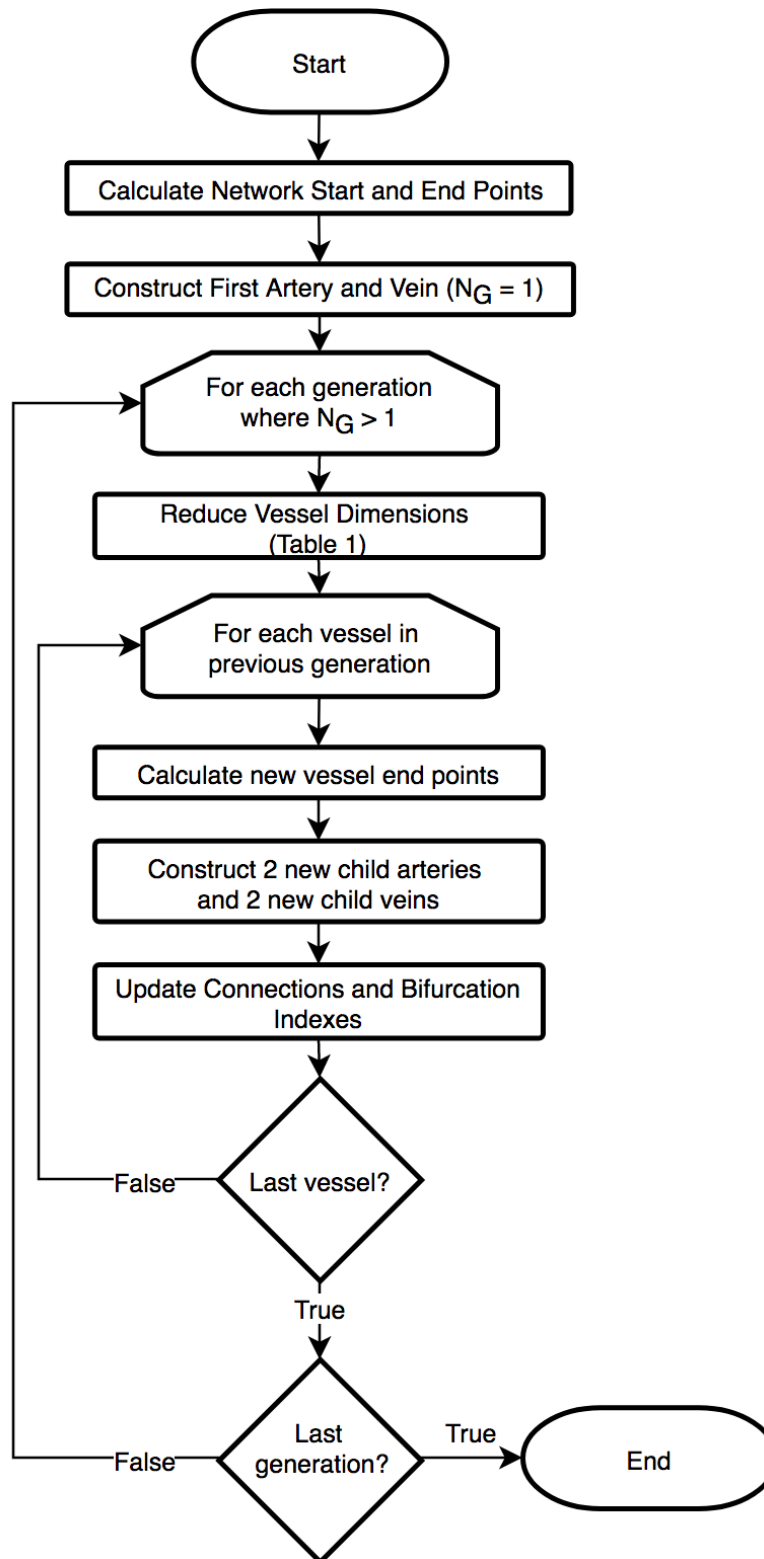 Start
Calculate Network Start and End Points
Construct First Artery and Vein (NG = 1)
For each generation
where NG > 1
Reduce Vessel Dimensions
(Table 1)
For each vessel in
previous generation
Calculate new vessel end points
Construct 2 new child arteries
and 2 new child veins
Update Connections and Bifurcation
Indexes
Last vessel?
False
True
Last
generation?
False
True
End